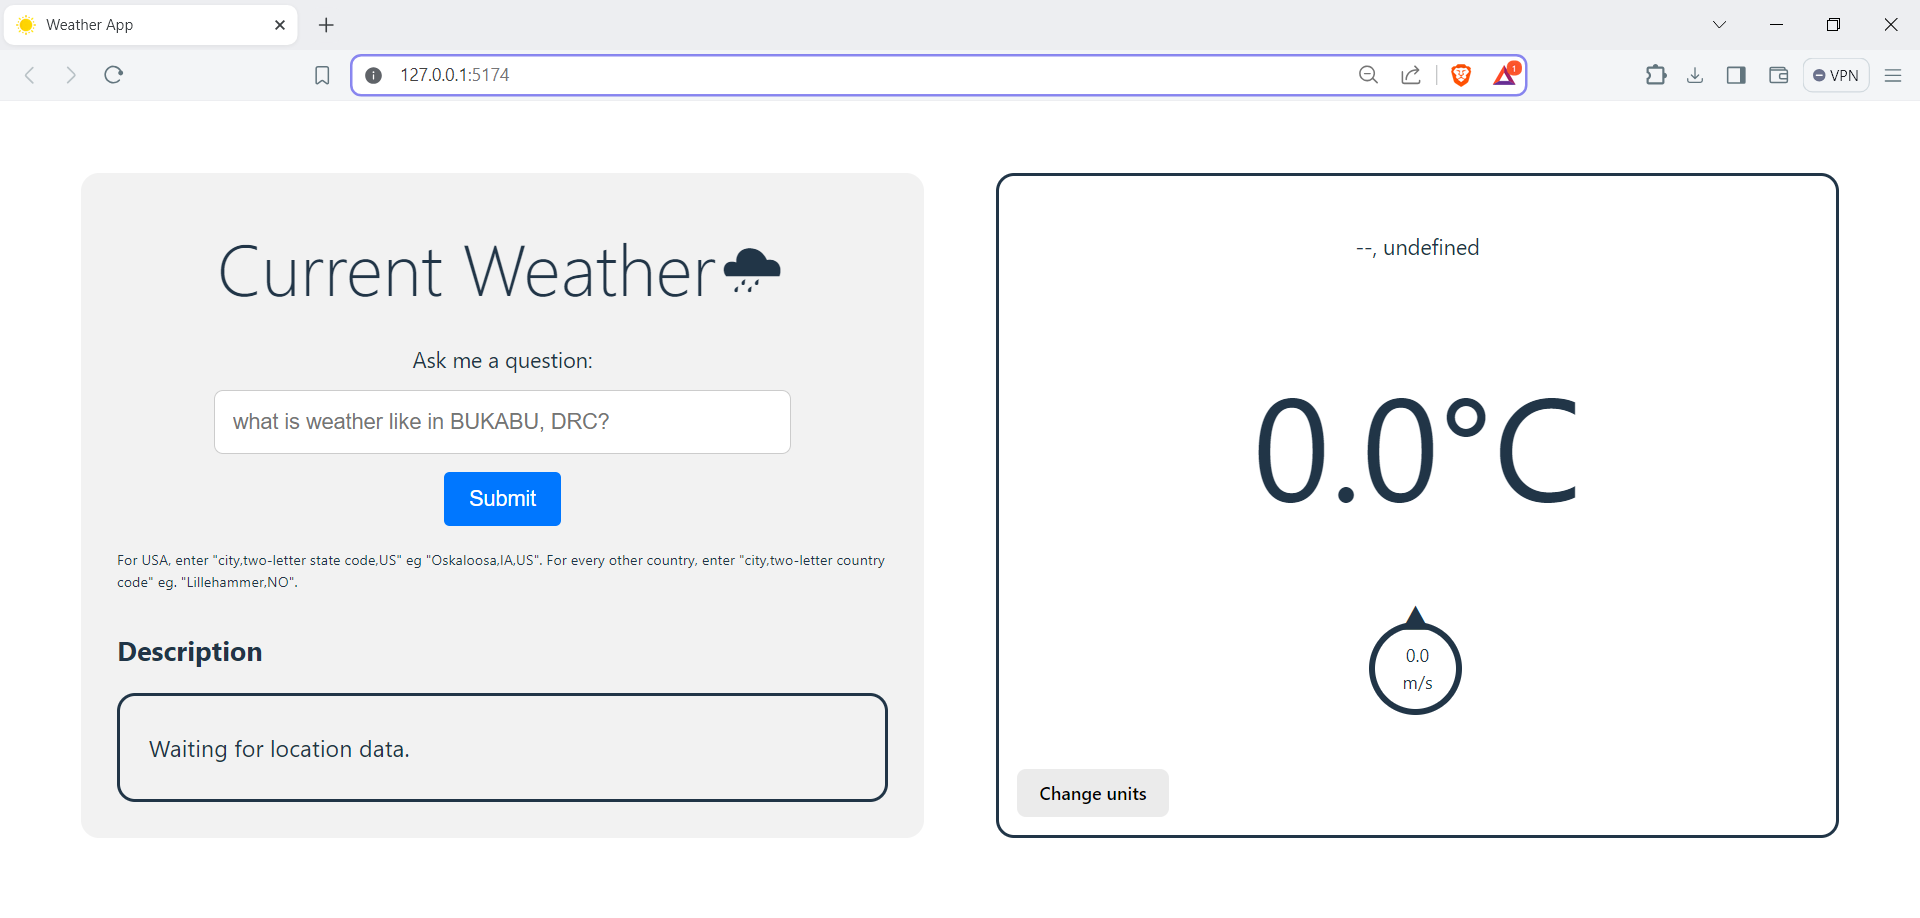 Weather App
127.0.0.1:5174
1
VPN
Current Weather
Ask me a question:
what is weather like in BUKABU, DRC?
Submit
For USA, enter "city,two-letter state code,US" eg "Oskaloosa,IA,US". For every other country, enter "city,two-letter country
code" eg. "Lillehammer,NO".
Description
Waiting for location data.
--, undefined
0.0°C
0.0
m/s
Change units